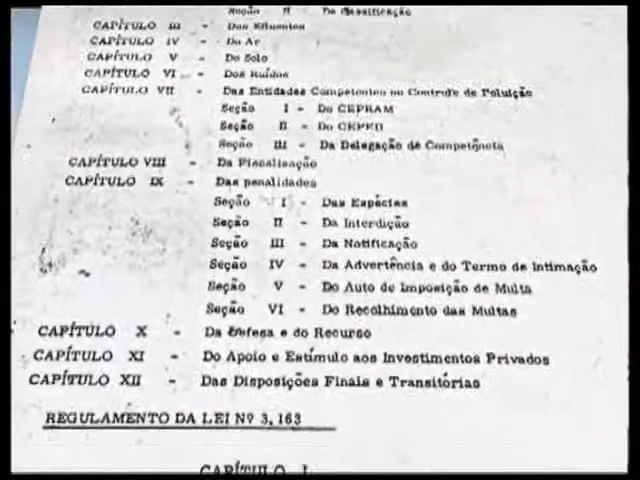 Seção II - Da Classificação
CAPÍTULO III - Dos Efluentes
CAPÍTULO IV - Do Ar
CAPÍTULO V - Do Solo
CAPÍTULO VI - Dos Ruídos
CAPÍTULO VII - Das Entidades Competentes no Controle de Poluição
Seção I - Do CEPRAM
Seção II - Do CEPED
Seção III - Da Delegação de Competência
CAPÍTULO VIII - Da Fiscalização
CAPÍTULO IX - Das penalidades
Seção I - Das Espécies
Seção II - Da Interdição
Seção III - Da Notificação
Seção IV - Da Advertência e do Termo de Intimação
Seção V - Do Auto de Imposição de Multa
Seção VI - Do Recolhimento das Multas
CAPÍTULO X - Da Defesa e do Recurso
CAPÍTULO XI - Do Apoio e Estímulo aos Investimentos Privados
CAPÍTULO XII - Das Disposições Finais e Transitórias
REGULAMENTO DA LEI Nº 3,163
CAPÍTULO I